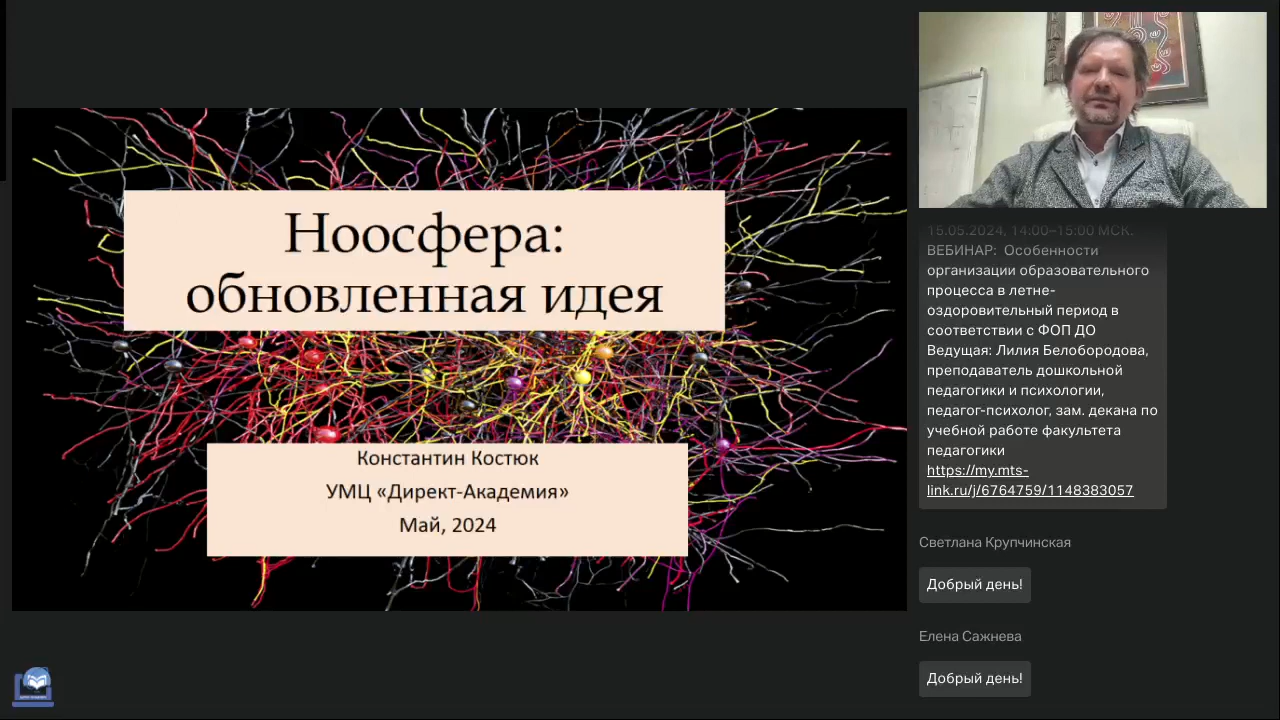 Ноосфера:
обновленная идея
Константин Костюк
УМЦ «Директ-Академия»
Май, 2024
15.05.2024, 14:00–15:00 МСК.
ВЕБИНАР:  Особенности
организации образовательного
процесса в летне-
оздоровительный период в
соответствии с ФОП ДО
Ведущая: Лилия Белобородова,
преподаватель дошкольной
педагогики и психологии,
педагог-психолог, зам. декана по
учебной работе факультета
педагогики
https://my.mts-
link.ru/j/6764759/1148383057
Светлана Крупчинская
Добрый день!
Елена Сажнева
Добрый день!